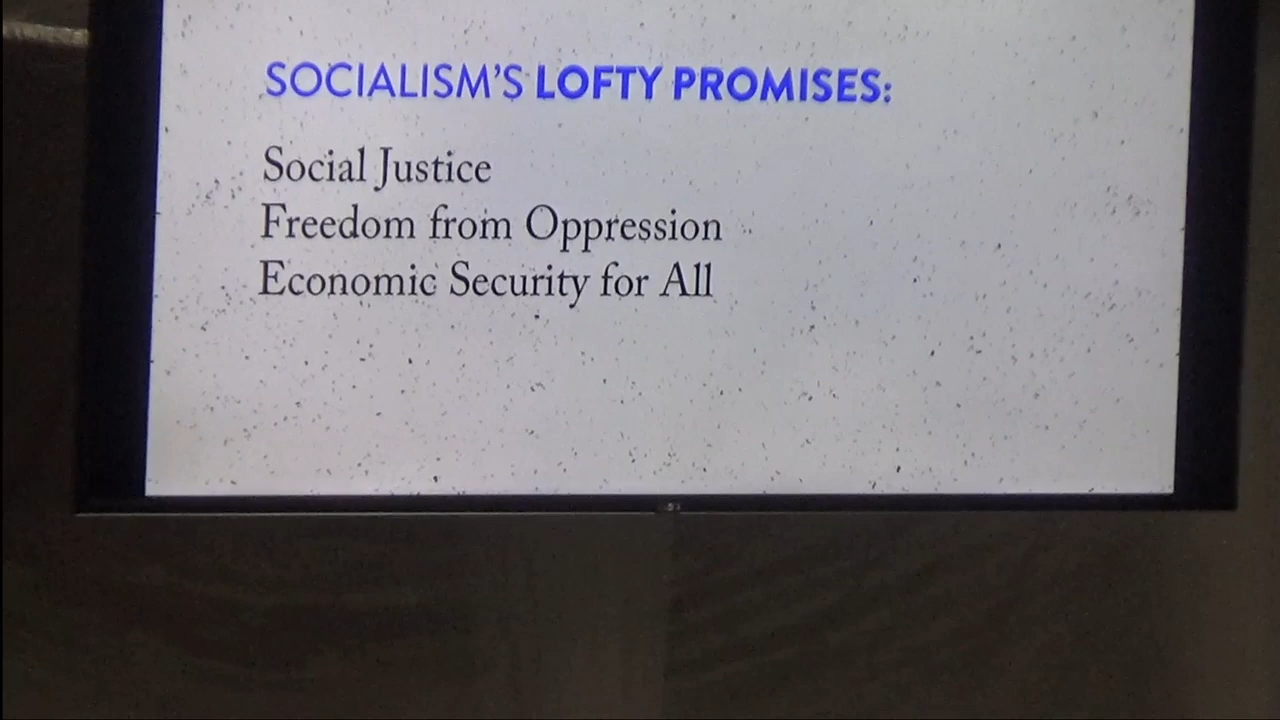 SOCIALISM'S LOFTY PROMISES:
Social Justice
Freedom from Oppression
Economic Security for All